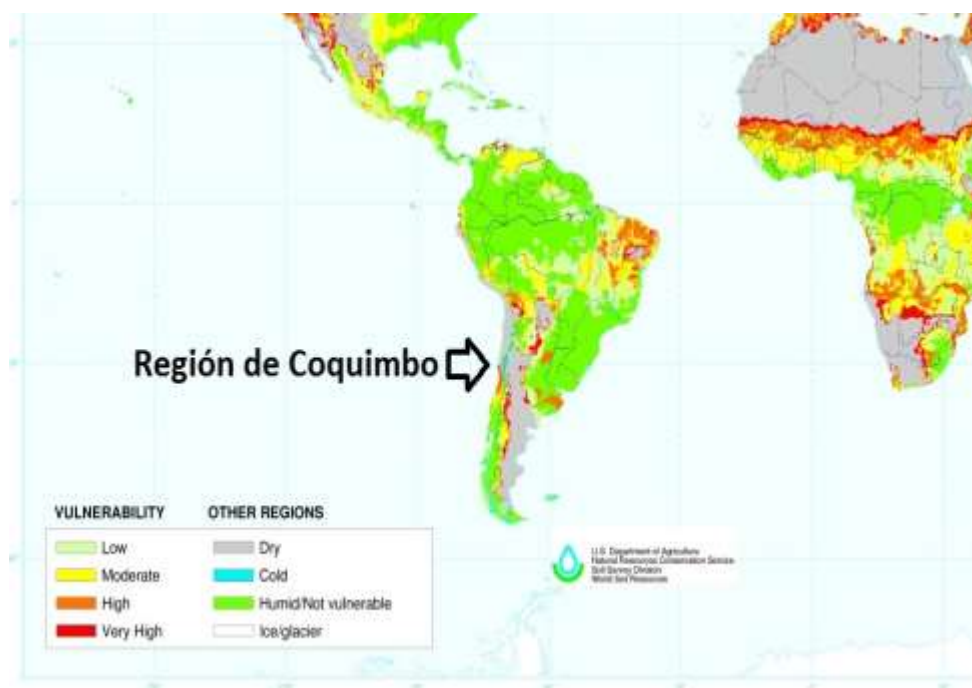 Región de Coquimbo
VULNERABILITY
OTHER REGIONS
Low
Dry
Moderate
Cold
High
Humid/Not vulnerable
Very High
Ice/glacier
U.S. Department of Agriculture
Natural Resources Conservation Service
Soil Survey Division
World Soil Resources